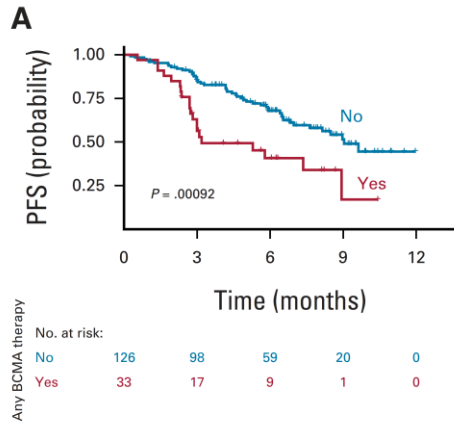 A
PFS (probability)
1.00
0.75
0.50
0.25
No
Yes
P = .00092
0 3 6 9 12
Time (months)
Any BCMA therapy
No. at risk:
No 126 98 59 20 0
Yes 33 17 9 1 0